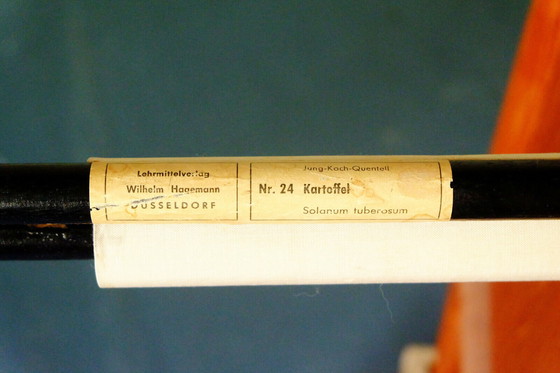 Lehrmittelverlag
Wilhelm Hagemann
DÜSSELDORF
Jung-Koch-Quentell
Nr. 24 Kartoffel
Solanum tuberosum